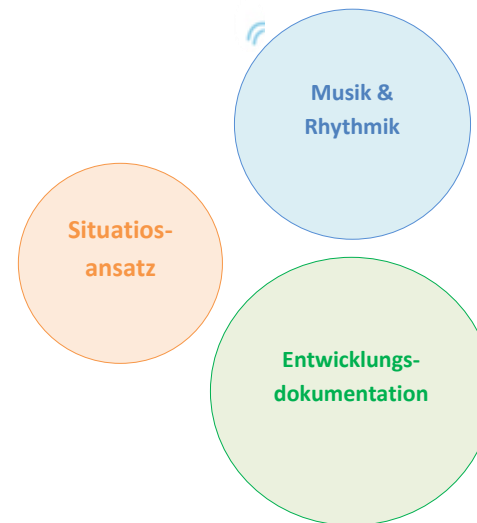 Musik &
Rhythmik
Situatios-
ansatz
Entwicklungs-
dokumentation